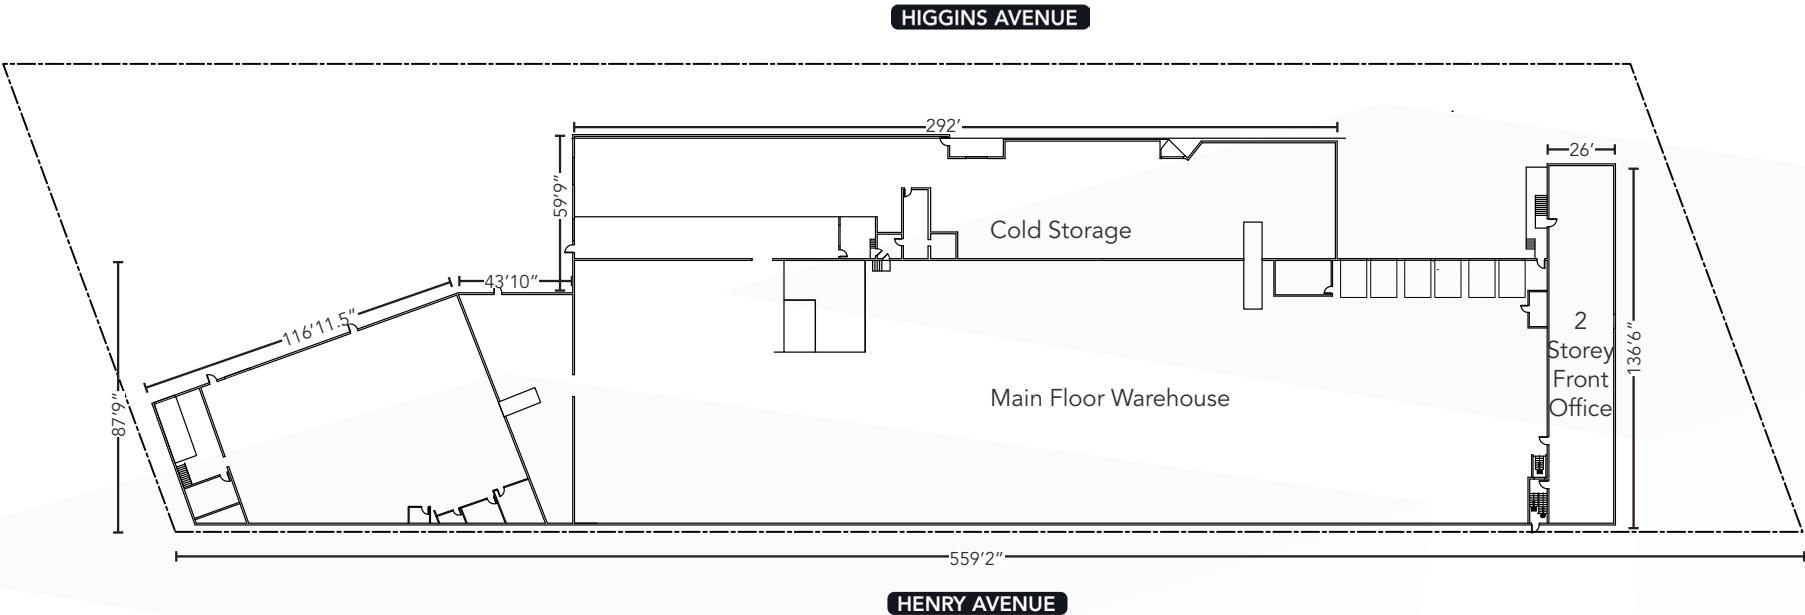 HIGGINS AVENUE
292’
26’
59’9”
Cold Storage
43’10”
116’11.5”
2
Storey
Front
Office
136’6”
87’9”
Main Floor Warehouse
559’2”
HENRY AVENUE